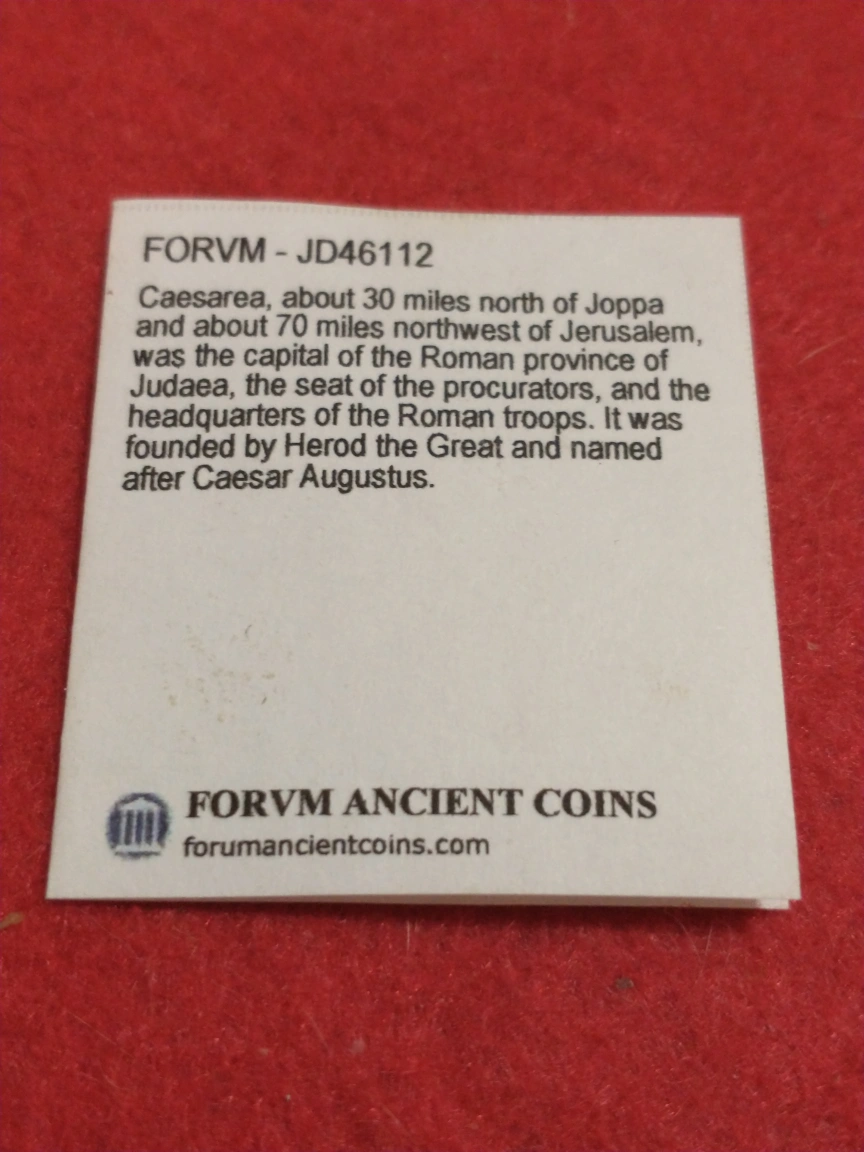 FORVM - JD46112
Caesarea, about 30 miles north of Joppa
and about 70 miles northwest of Jerusalem,
was the capital of the Roman province of
Judaea, the seat of the procurators, and the
headquarters of the Roman troops. It was
founded by Herod the Great and named
after Caesar Augustus.
FORVM ANCIENT COINS
forumancientcoins.com